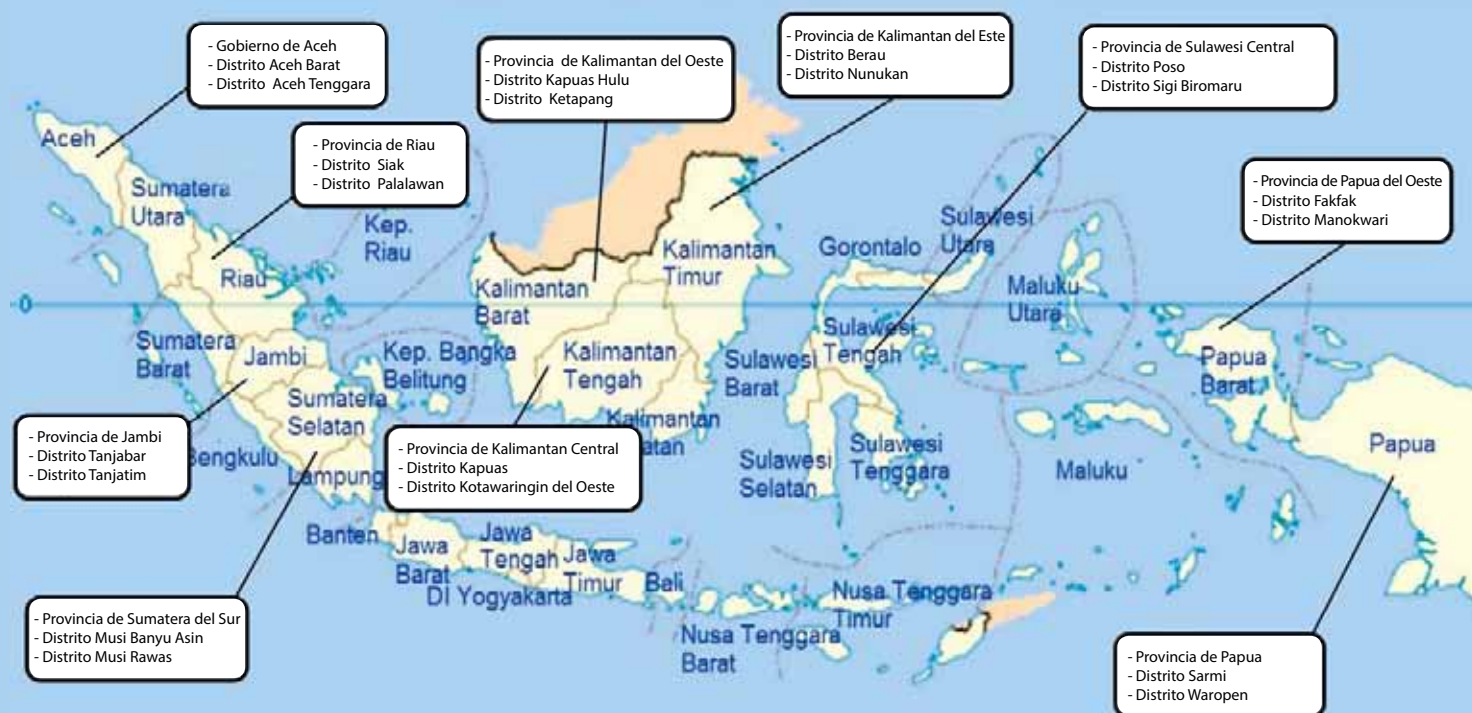 - Gobierno de Aceh
- Distrito Aceh Barat
- Distrito Aceh Tenggara
- Provincia de Kalimantan del Oeste
- Distrito Kapuas Hulu
- Distrito Ketapang
- Provincia de Kalimantan del Este
- Distrito Berau
- Distrito Nunukan
- Provincia de Sulawesi Central
- Distrito Poso
- Distrito Sigi Biromaru
- Provincia de Riau
- Distrito Siak
- Distrito Palalawan
- Provincia de Papua del Oeste
- Distrito Fakfak
- Distrito Manokwari
Aceh
Sumatera
Utara
Kep.
Riau
Riau
Kalimantan
Barat
Kalimantan
Timur
Gorontalo
Sulawesi
Utara
Maluku
Utara
0
Sumatera
Barat
Jambi
Kep. Bangka
Belitung
Kalimantan
Tengah
Sulawesi
Barat
Sulawesi
Tengah
Papua
Barat
Sumatera
Selatan
Kalimantan
Sulawesi
Selatan
Sulawesi
Tenggara
Maluku
Papua
- Provincia de Jambi
- Distrito Tanjabar
- Distrito Tanjatim
Bengkulu
Lampung
- Provincia de Kalimantan Central
- Distrito Kapuas
- Distrito Kotawaringin del Oeste
Banten
Jawa
Barat
Jawa
Tengah
Jawa
Timur
DI Yogyakarta
Bali
Nusa Tenggara
Barat
Nusa Tenggara
Timur
- Provincia de Sumatera del Sur
- Distrito Musi Banyu Asin
- Distrito Musi Rawas
- Provincia de Papua
- Distrito Sarmi
- Distrito Waropen